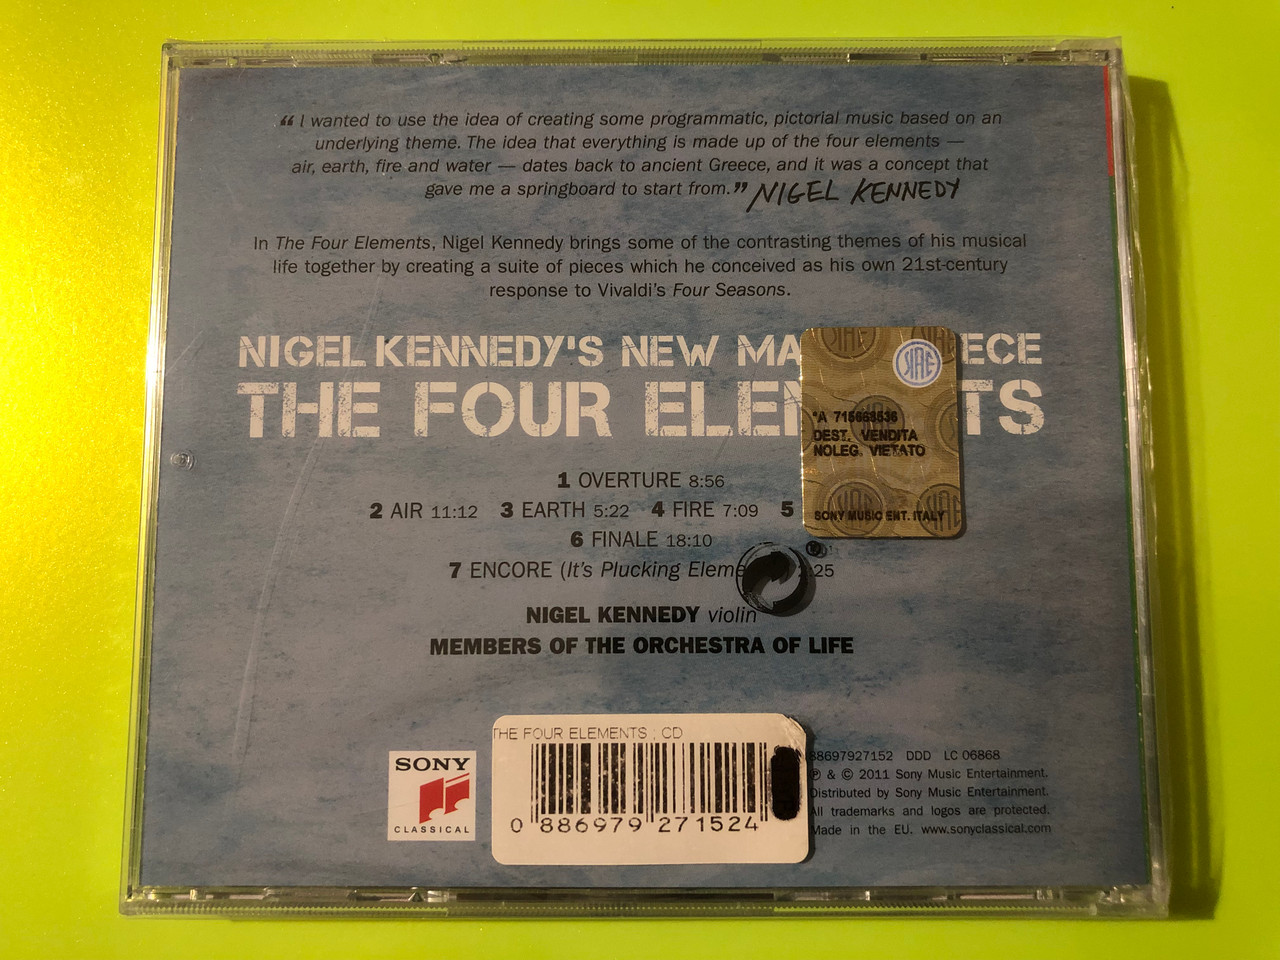 “ I wanted to use the idea of creating some programmatic, pictorial music based on an
underlying theme. The idea that everything is made up of the four elements —
air, earth, fire and water — dates back to ancient Greece, and it was a concept that
gave me a springboard to start from.” NIGEL KENNEDY
In The Four Elements, Nigel Kennedy brings some of the contrasting themes of his musical
life together by creating a suite of pieces which he conceived as his own 21st-century
response to Vivaldi's Four Seasons.
NIGEL KENNEDY'S NEW MA ECE
THE FOUR ELEM TS
SIAE
*A 715668536
DEST. VENDITA
NOLEG. VIETATO
SONY MUSIC ENT. ITALY
1 OVERTURE 8:56
2 AIR 11:12 3 EARTH 5:22 4 FIRE 7:09 5
6 FINALE 18:10
7 ENCORE (It's Plucking Eleme :25
NIGEL KENNEDY violin
MEMBERS OF THE ORCHESTRA OF LIFE
SONY
CLASSICAL
THE FOUR ELEMENTS ; CD
0 886979 271524
88697927152 DDD LC 06868
℗ & © 2011 Sony Music Entertainment.
Distributed by Sony Music Entertainment.
All trademarks and logos are protected.
Made in the EU. www.sonyclassical.com